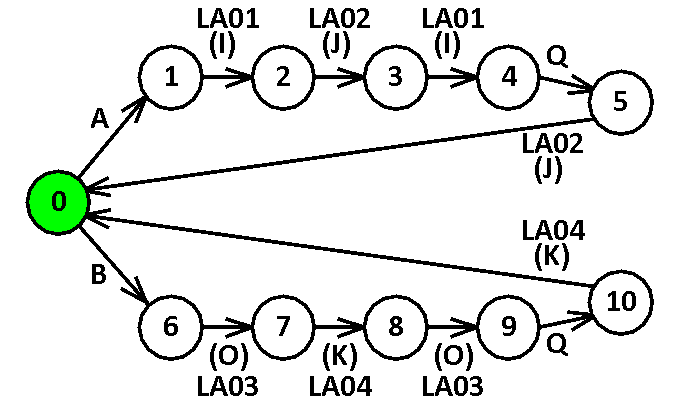 LA01 LA02 LA01
(I) (J) (I)
1 2 3 4 Q 5
A
LA02
(J)
0
LA04
(K)
B
6 7 8 9 Q 10
(O) (K) (O)
LA03 LA04 LA03